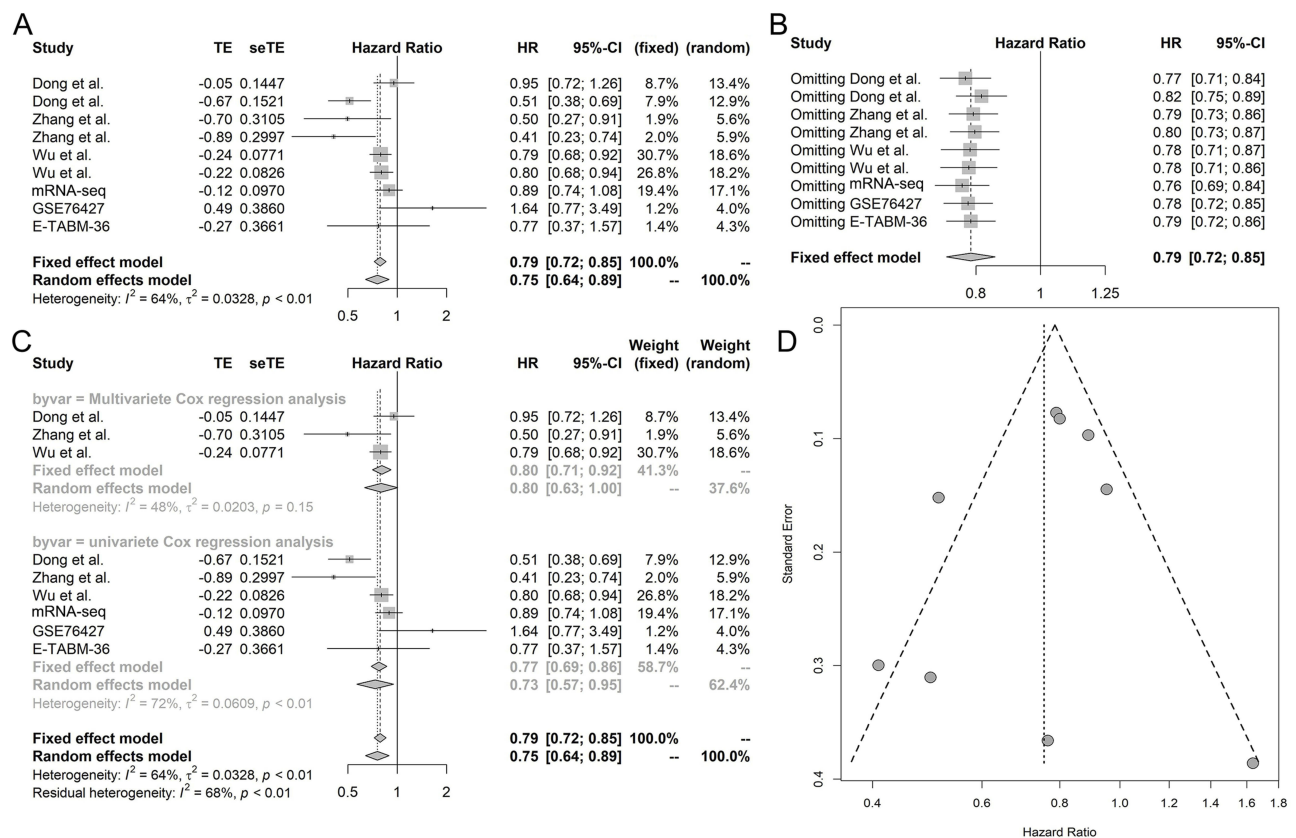 A
Study TE seTE Hazard Ratio HR 95%-CI (fixed) (random)
Dong et al. -0.05 0.1447 0.95 [0.72; 1.26] 8.7% 13.4%
Dong et al. -0.67 0.1521 0.51 [0.38; 0.69] 7.9% 12.9%
Zhang et al. -0.70 0.3105 0.50 [0.27; 0.91] 1.9% 5.6%
Zhang et al. -0.89 0.2997 0.41 [0.23; 0.74] 2.0% 5.9%
Wu et al. -0.24 0.0771 0.79 [0.68; 0.92] 30.7% 18.6%
Wu et al. -0.22 0.0826 0.80 [0.68; 0.94] 26.8% 18.2%
mRNA-seq -0.12 0.0970 0.89 [0.74; 1.08] 19.4% 17.1%
GSE76427 0.49 0.3860 1.64 [0.77; 3.49] 1.2% 4.0%
E-TABM-36 -0.27 0.3661 0.77 [0.37; 1.57] 1.4% 4.3%
Fixed effect model 0.79 [0.72; 0.85] 100.0% --
Random effects model 0.75 [0.64; 0.89] -- 100.0%
Heterogeneity: I² = 64%, τ² = 0.0328, p < 0.01
0.5 1 2
B
Study Hazard Ratio HR 95%-CI
Omitting Dong et al. 0.77 [0.71; 0.84]
Omitting Dong et al. 0.82 [0.75; 0.89]
Omitting Zhang et al. 0.79 [0.73; 0.86]
Omitting Zhang et al. 0.80 [0.73; 0.87]
Omitting Wu et al. 0.78 [0.71; 0.87]
Omitting Wu et al. 0.78 [0.71; 0.86]
Omitting mRNA-seq 0.76 [0.69; 0.84]
Omitting GSE76427 0.78 [0.72; 0.85]
Omitting E-TABM-36 0.79 [0.72; 0.86]
Fixed effect model 0.79 [0.72; 0.85]
0.8 1 1.25
C
Weight Weight
Study TE seTE Hazard Ratio HR 95%-CI (fixed) (random)
byvar = Multivariete Cox regression analysis
Dong et al. -0.05 0.1447 0.95 [0.72; 1.26] 8.7% 13.4%
Zhang et al. -0.70 0.3105 0.50 [0.27; 0.91] 1.9% 5.6%
Wu et al. -0.24 0.0771 0.79 [0.68; 0.92] 30.7% 18.6%
Fixed effect model 0.80 [0.71; 0.92] 41.3% --
Random effects model 0.80 [0.63; 1.00] -- 37.6%
Heterogeneity: I² = 48%, τ² = 0.0203, p = 0.15
byvar = univariete Cox regression analysis
Dong et al. -0.67 0.1521 0.51 [0.38; 0.69] 7.9% 12.9%
Zhang et al. -0.89 0.2997 0.41 [0.23; 0.74] 2.0% 5.9%
Wu et al. -0.22 0.0826 0.80 [0.68; 0.94] 26.8% 18.2%
mRNA-seq -0.12 0.0970 0.89 [0.74; 1.08] 19.4% 17.1%
GSE76427 0.49 0.3860 1.64 [0.77; 3.49] 1.2% 4.0%
E-TABM-36 -0.27 0.3661 0.77 [0.37; 1.57] 1.4% 4.3%
Fixed effect model 0.77 [0.69; 0.86] 58.7% --
Random effects model 0.73 [0.57; 0.95] -- 62.4%
Heterogeneity: I² = 72%, τ² = 0.0609, p < 0.01
Fixed effect model 0.79 [0.72; 0.85] 100.0% --
Random effects model 0.75 [0.64; 0.89] -- 100.0%
Heterogeneity: I² = 64%, τ² = 0.0328, p < 0.01
Residual heterogeneity: I² = 68%, p < 0.01
0.5 1 2
D
Standard Error
0.0
0.1
0.2
0.3
0.4
0.4 0.6 0.8 1.0 1.2 1.4 1.6 1.8
Hazard Ratio